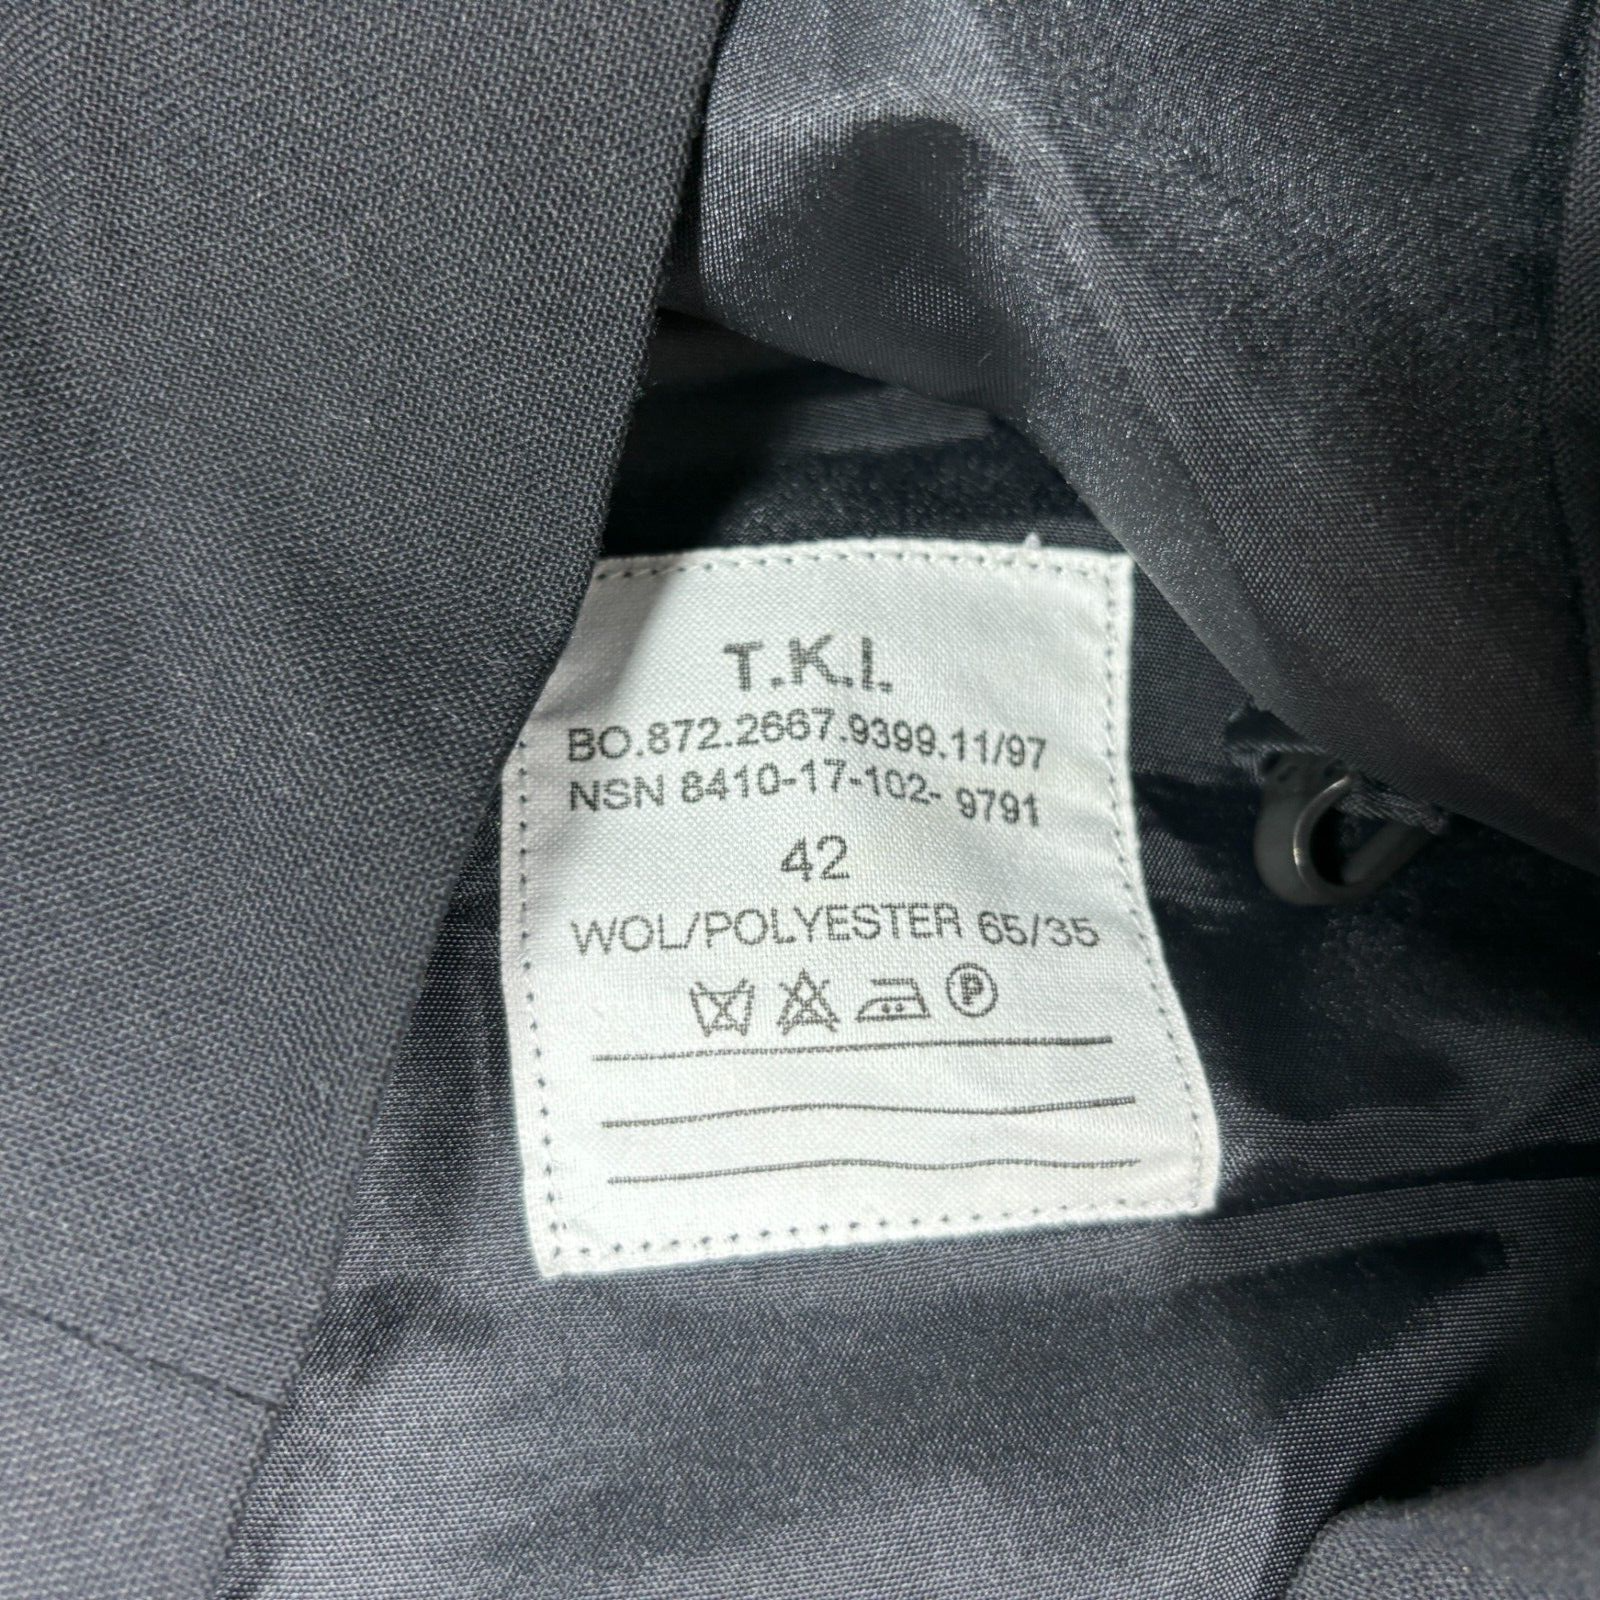 T.K.I.
BO.872.2667.9399.11/97
NSN 8410-17-102- 9791
42
WOL/POLYESTER 65/35
P